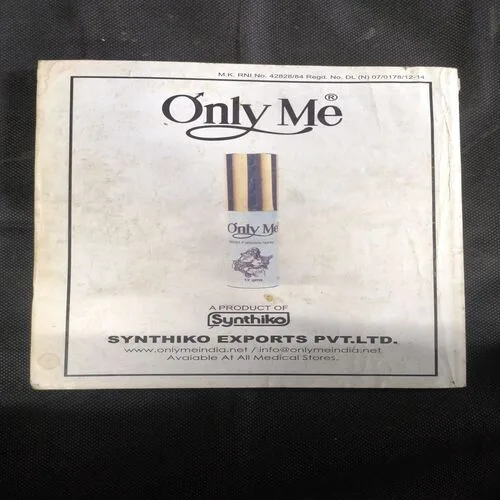 M.K. RNI No. 42828/84 Regd. No. DL (N) 07/0178/12-14
Only Me®
Only Me
A PRODUCT OF
Synthiko
SYNTHIKO EXPORTS PVT.LTD.
www.onlymeindia.net / info@onlymeindia.net
Avaiable At All Medical Stores.